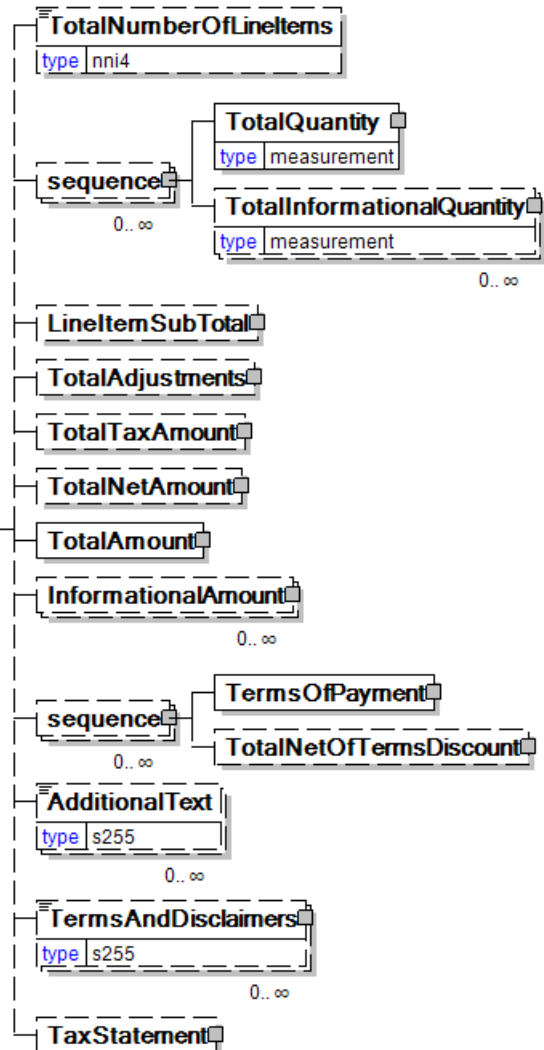 TotalNumberOfLineItems
type nni4
TotalQuantity
type measurement
sequence
0.. ∞
TotalInformationalQuantity
type measurement
0.. ∞
LineItemSubTotal
TotalAdjustments
TotalTaxAmount
TotalNetAmount
TotalAmount
InformationalAmount
0.. ∞
TermsOfPayment
sequence
0.. ∞
TotalNetOfTermsDiscount
AdditionalText
type s255
0.. ∞
TermsAndDisclaimers
type s255
0.. ∞
TaxStatement